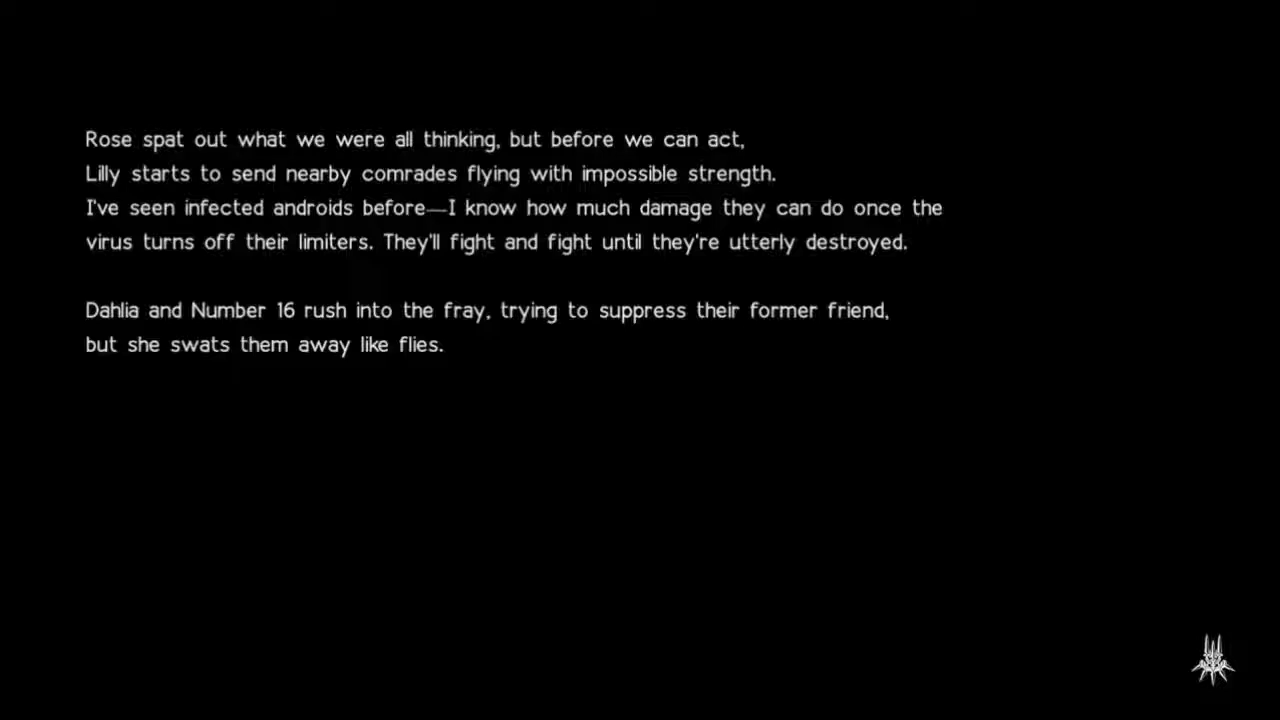 Rose spat out what we were all thinking, but before we can act,
Lilly starts to send nearby comrades flying with impossible strength.
I've seen infected androids before—I know how much damage they can do once the
virus turns off their limiters. They'll fight and fight until they're utterly destroyed.
Dahlia and Number 16 rush into the fray, trying to suppress their former friend,
but she swats them away like flies.